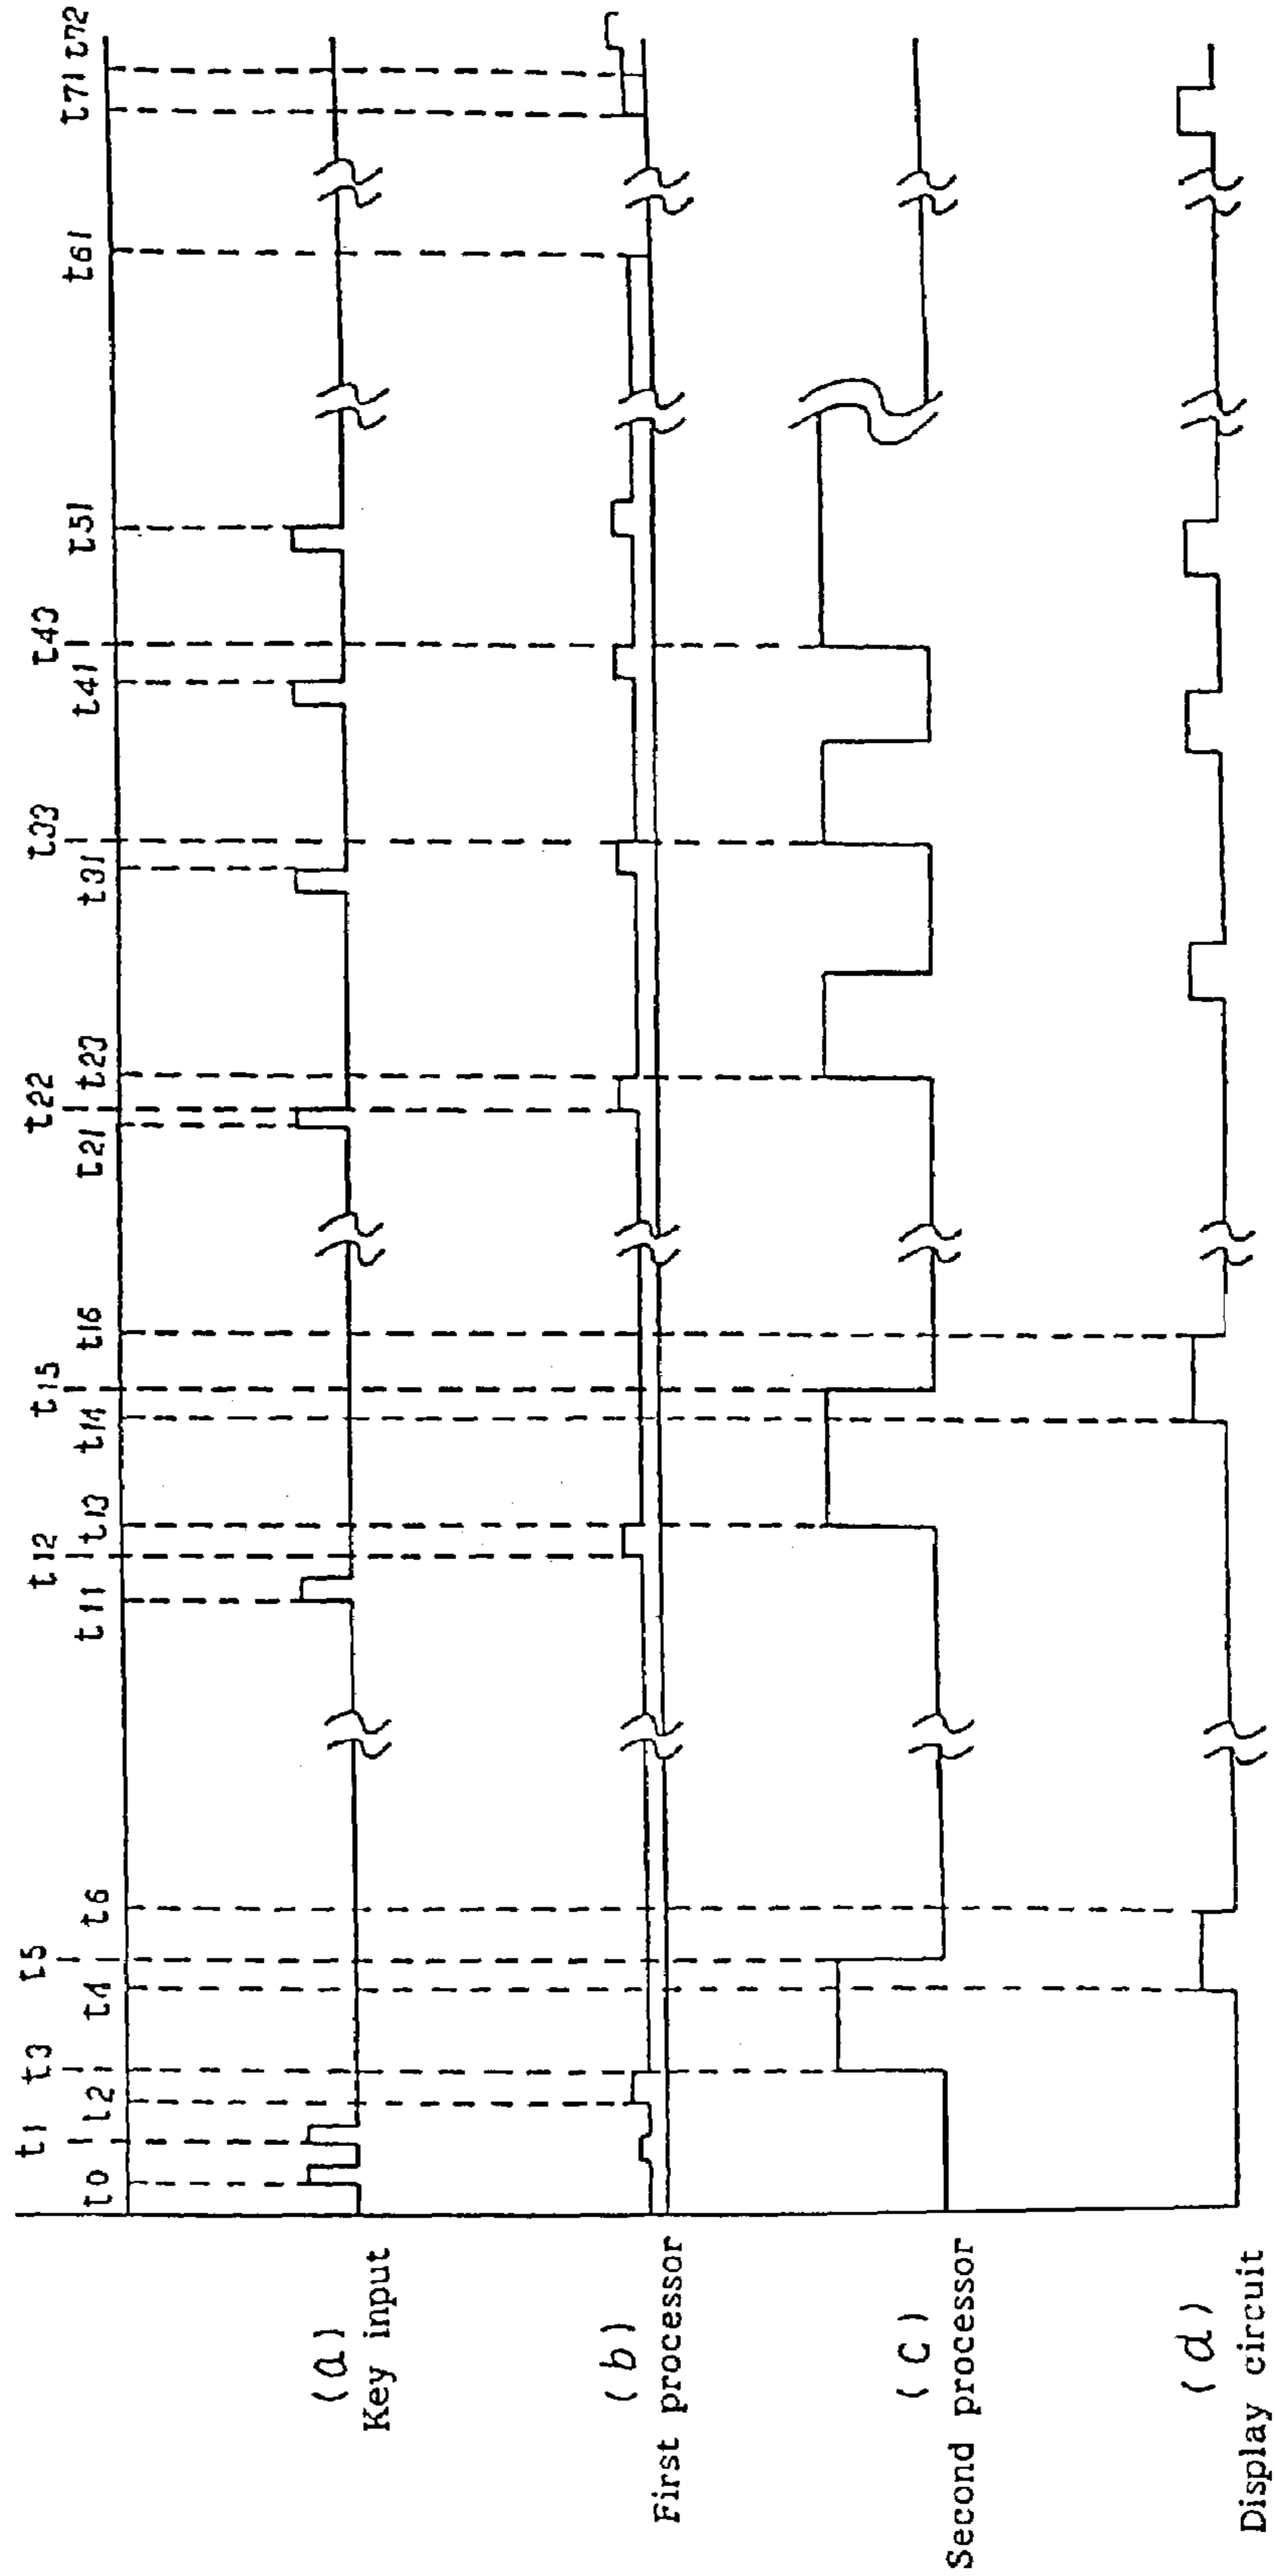 t0 t1 t2 t3 t4 t5 t6 t11 t12 t13 t14 t15 t16 t21 t22 t23 t31 t33 t41 t43 t51 t61 t71 t72
(a)
Key input
(b)
First processor
(c)
Second processor
(d)
Display circuit